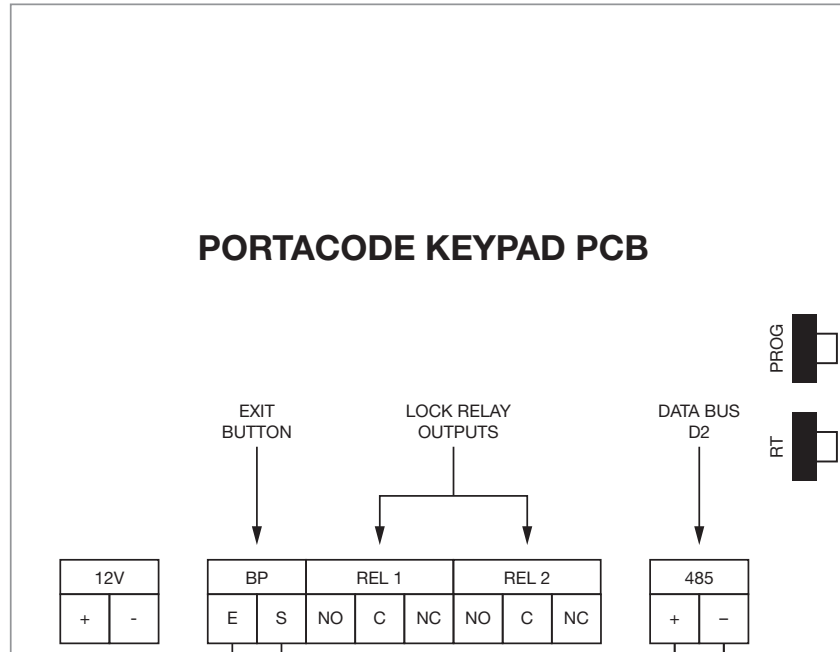 PORTACODE KEYPAD PCB
PROG
EXIT
BUTTON
LOCK RELAY
OUTPUTS
DATA BUS
D2
RT
12V
BP
REL 1
REL 2
485
+ -
E S NO C NC NO C NC
+ –